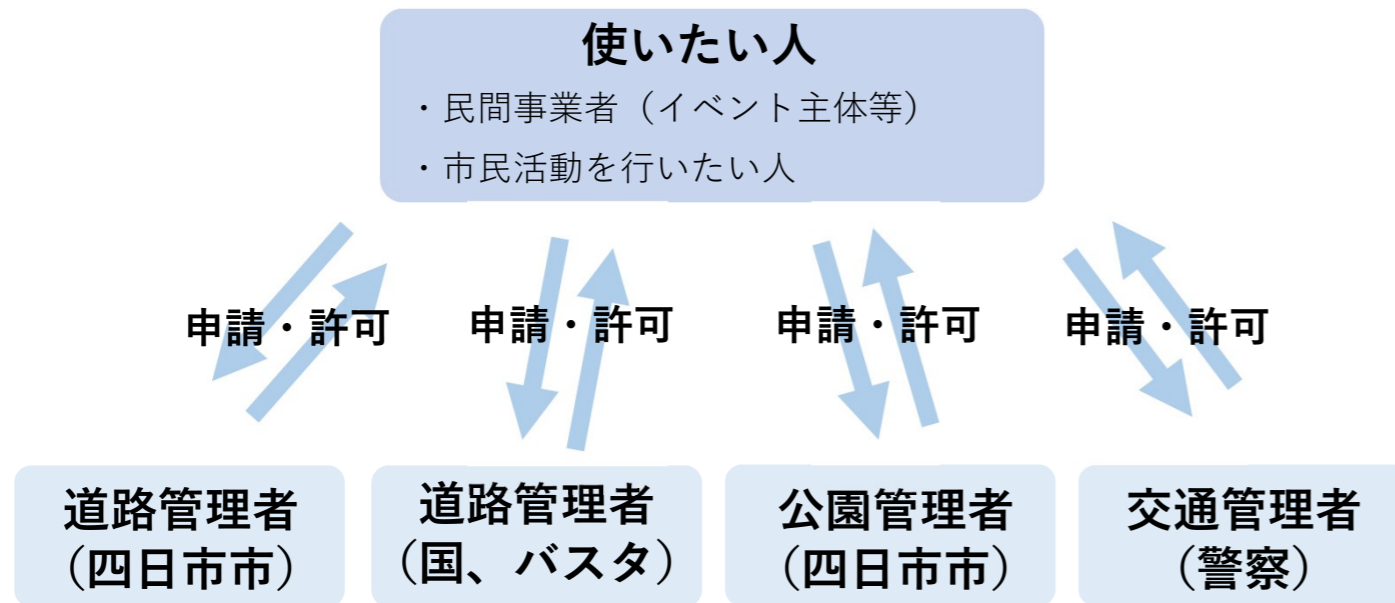 使いたい人
・民間事業者（イベント主体等）
・市民活動を行いたい人
申請・許可 申請・許可 申請・許可 申請・許可
道路管理者 道路管理者 公園管理者 交通管理者
（四日市市） （国、バスタ） （四日市市） （警察）